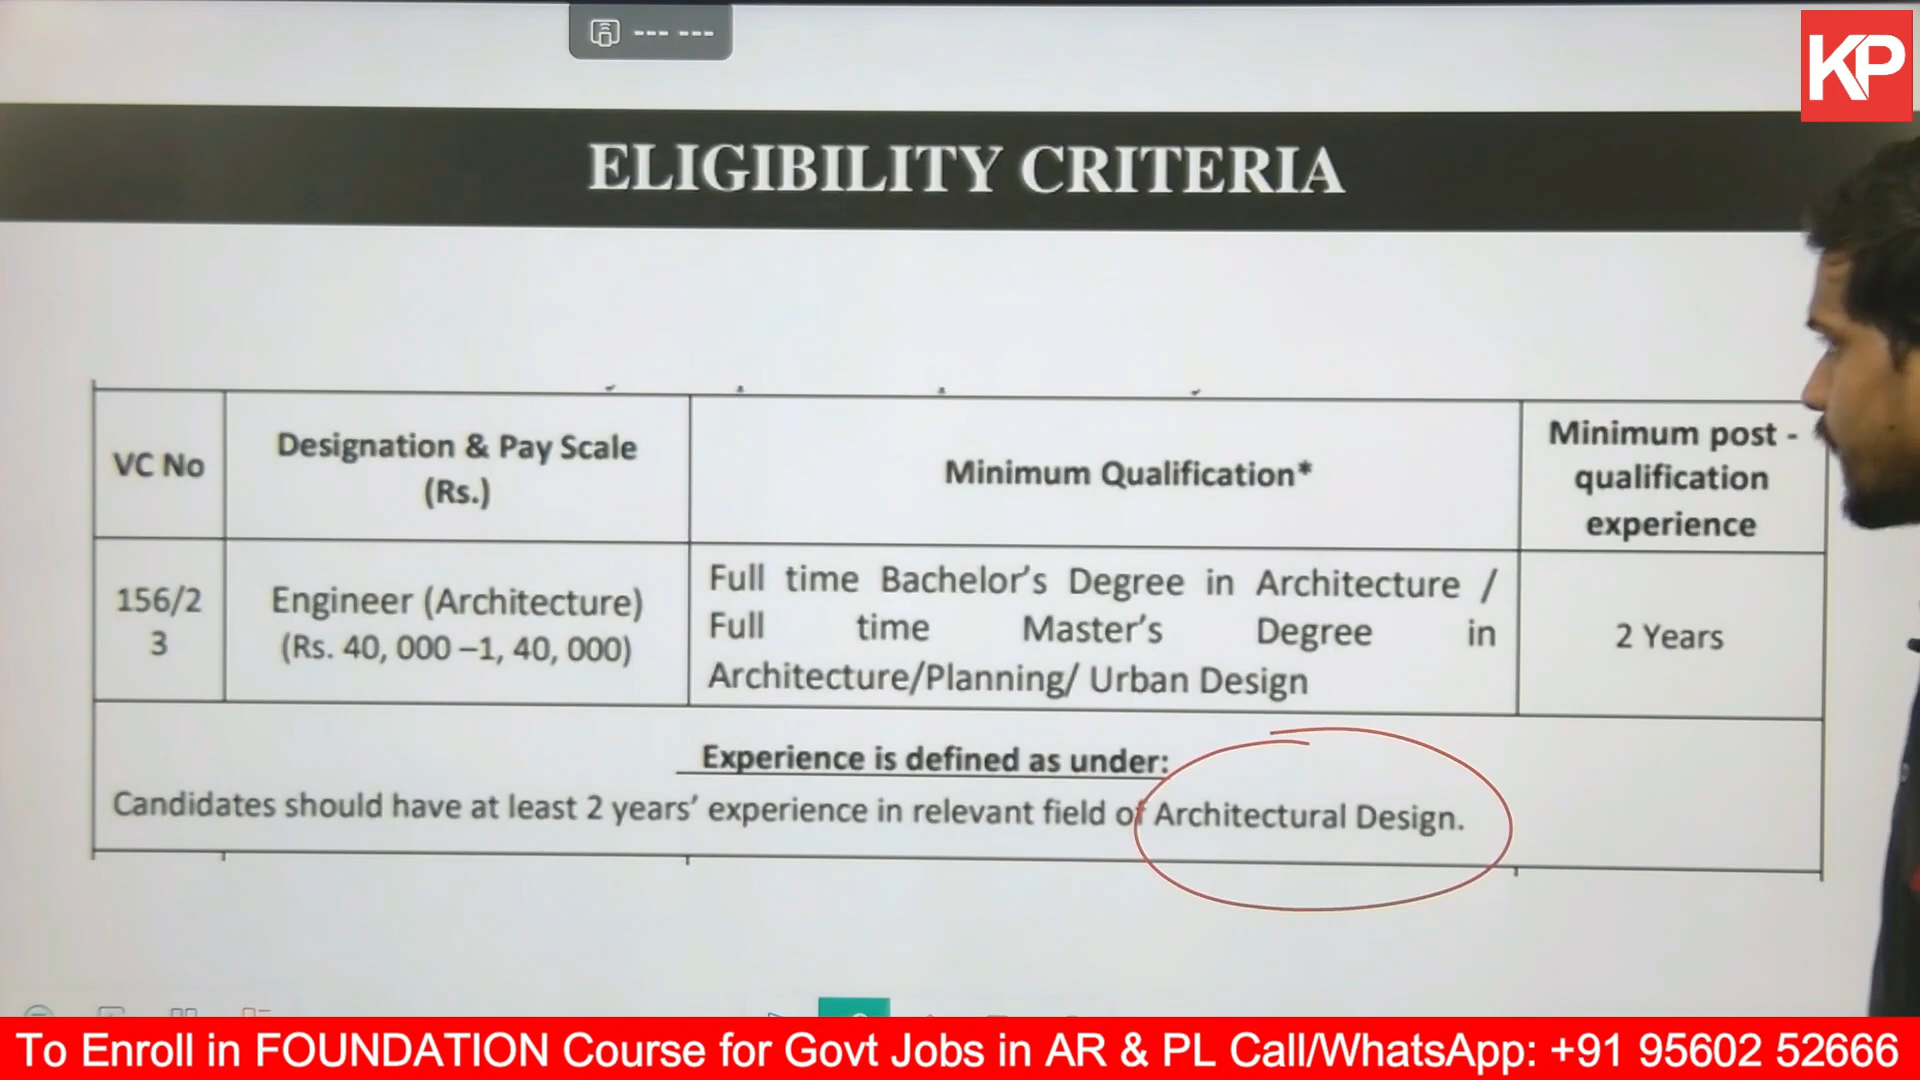 --- ---
KP
ELIGIBILITY CRITERIA
VC No
Designation & Pay Scale
(Rs.)
Minimum Qualification*
Minimum post -
qualification
experience
156/2
3
Engineer (Architecture)
(Rs. 40, 000 –1, 40, 000)
Full time Bachelor's Degree in Architecture /
Full time Master's Degree in
Architecture/Planning/ Urban Design
2 Years
Experience is defined as under:
Candidates should have at least 2 years' experience in relevant field of Architectural Design.
To Enroll in FOUNDATION Course for Govt Jobs in AR & PL Call/WhatsApp: +91 95602 52666